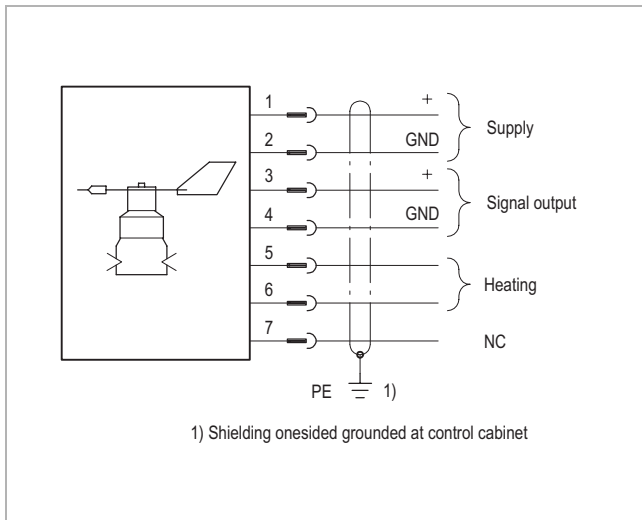 1 +
2 GND Supply
3 +
4 GND Signal output
5
6 Heating
7 NC
PE 1)
1) Shielding onesided grounded at control cabinet